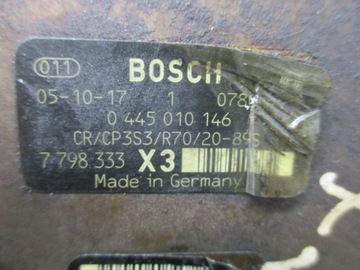 011 BOSCH
05-10-17 1 078
0 445 010 146
CR/CP3S3/R70/20-89S
7 798 333 X3
Made in Germany